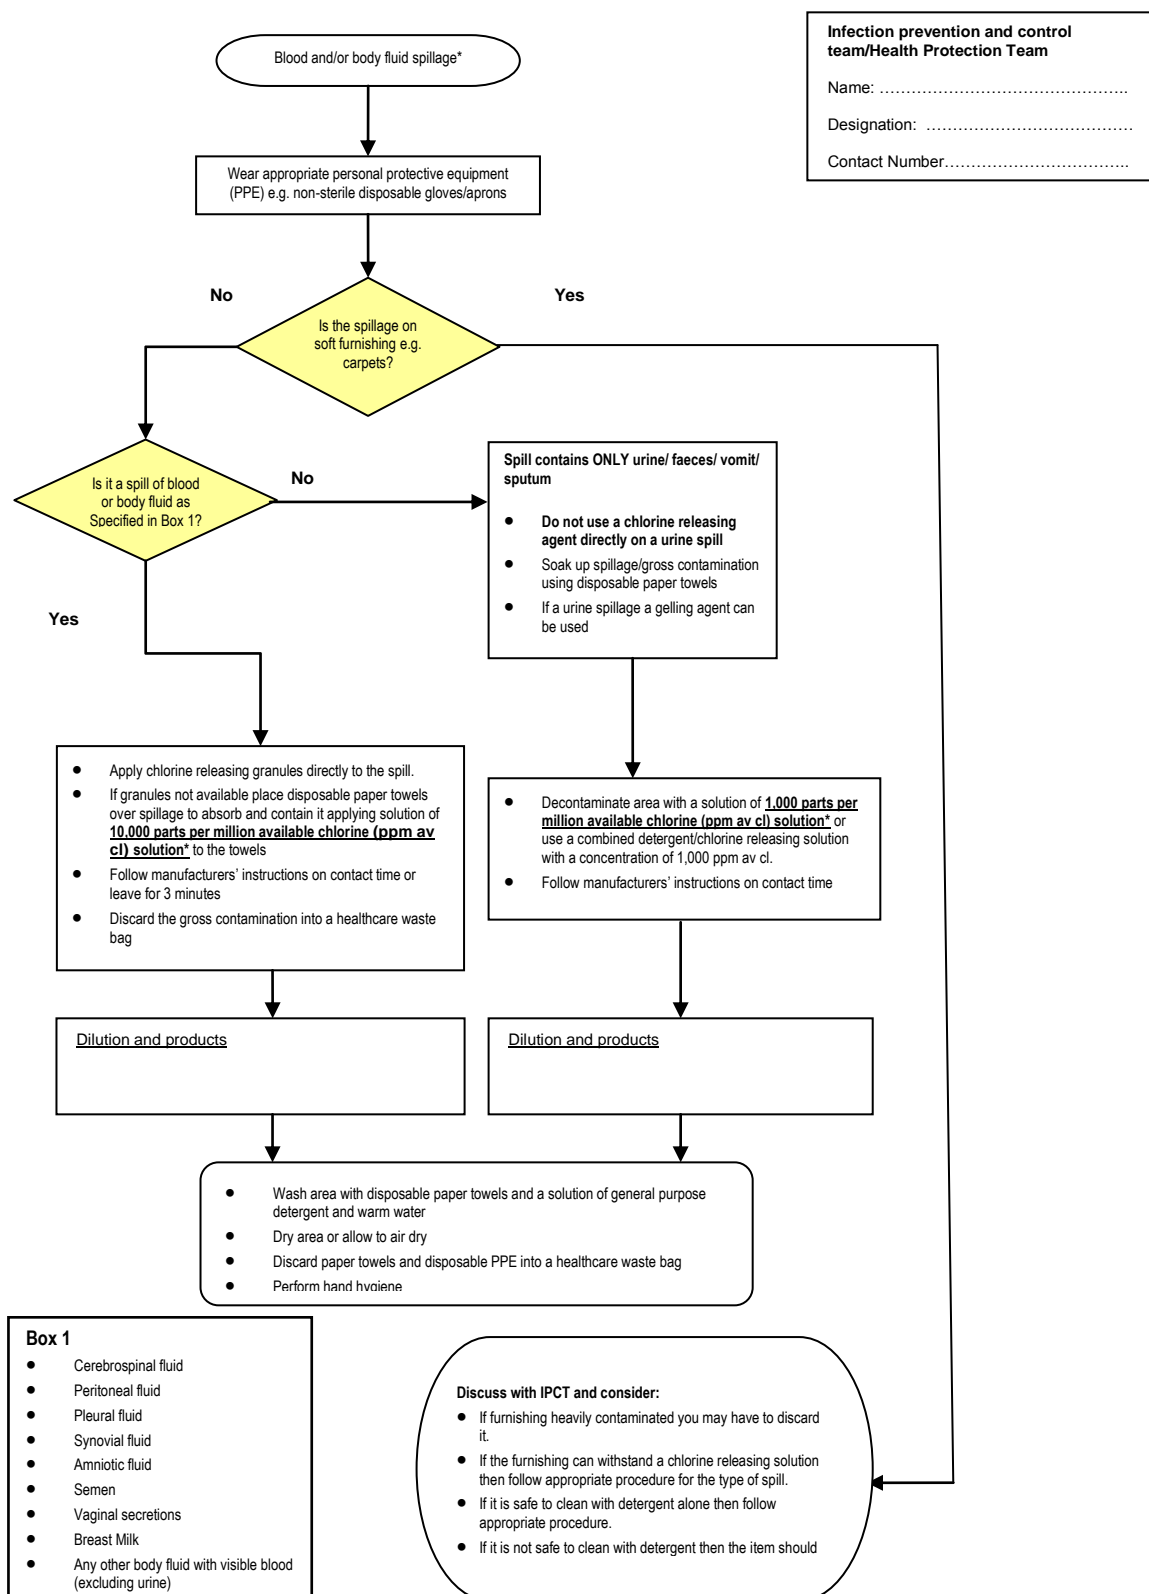 Blood and/or body fluid spillage*
Infection prevention and control
team/Health Protection Team
Name: ……………………………………….
Designation: …………………………………
Contact Number……………………………..
Wear appropriate personal protective equipment
(PPE) e.g. non-sterile disposable gloves/aprons
No
Yes
Is the spillage on
soft furnishing e.g.
carpets?
Is it a spill of blood
or body fluid as
Specified in Box 1?
No
Yes
Spill contains ONLY urine/ faeces/ vomit/
sputum
● Do not use a chlorine releasing
agent directly on a urine spill
● Soak up spillage/gross contamination
using disposable paper towels
● If a urine spillage a gelling agent can
be used
● Apply chlorine releasing granules directly to the spill.
● If granules not available place disposable paper towels
over spillage to absorb and contain it applying solution of
10,000 parts per million available chlorine (ppm av
cl) solution* to the towels
● Follow manufacturers' instructions on contact time or
leave for 3 minutes
● Discard the gross contamination into a healthcare waste
bag
● Decontaminate area with a solution of 1,000 parts per
million available chlorine (ppm av cl) solution* or
use a combined detergent/chlorine releasing solution
with a concentration of 1,000 ppm av cl.
● Follow manufacturers' instructions on contact time
Dilution and products
Dilution and products
● Wash area with disposable paper towels and a solution of general purpose
detergent and warm water
● Dry area or allow to air dry
● Discard paper towels and disposable PPE into a healthcare waste bag
● Perform hand hygiene
Box 1
● Cerebrospinal fluid
● Peritoneal fluid
● Pleural fluid
● Synovial fluid
● Amniotic fluid
● Semen
● Vaginal secretions
● Breast Milk
● Any other body fluid with visible blood
(excluding urine)
Discuss with IPCT and consider:
● If furnishing heavily contaminated you may have to discard
it.
● If the furnishing can withstand a chlorine releasing solution
then follow appropriate procedure for the type of spill.
● If it is safe to clean with detergent alone then follow
appropriate procedure.
● If it is not safe to clean with detergent then the item should